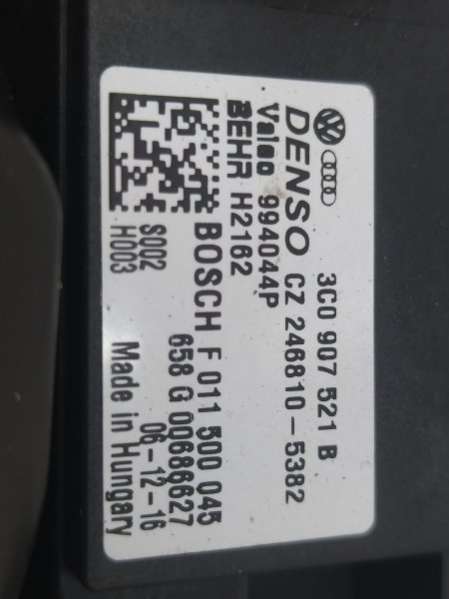 3C0 907 521 B
DENSO CZ 246810-5382
Valeo 994044P
BEHR H2162
BOSCH F 011 500 045
658 G 00686627
S002 06-12-16
H003 Made in Hungary